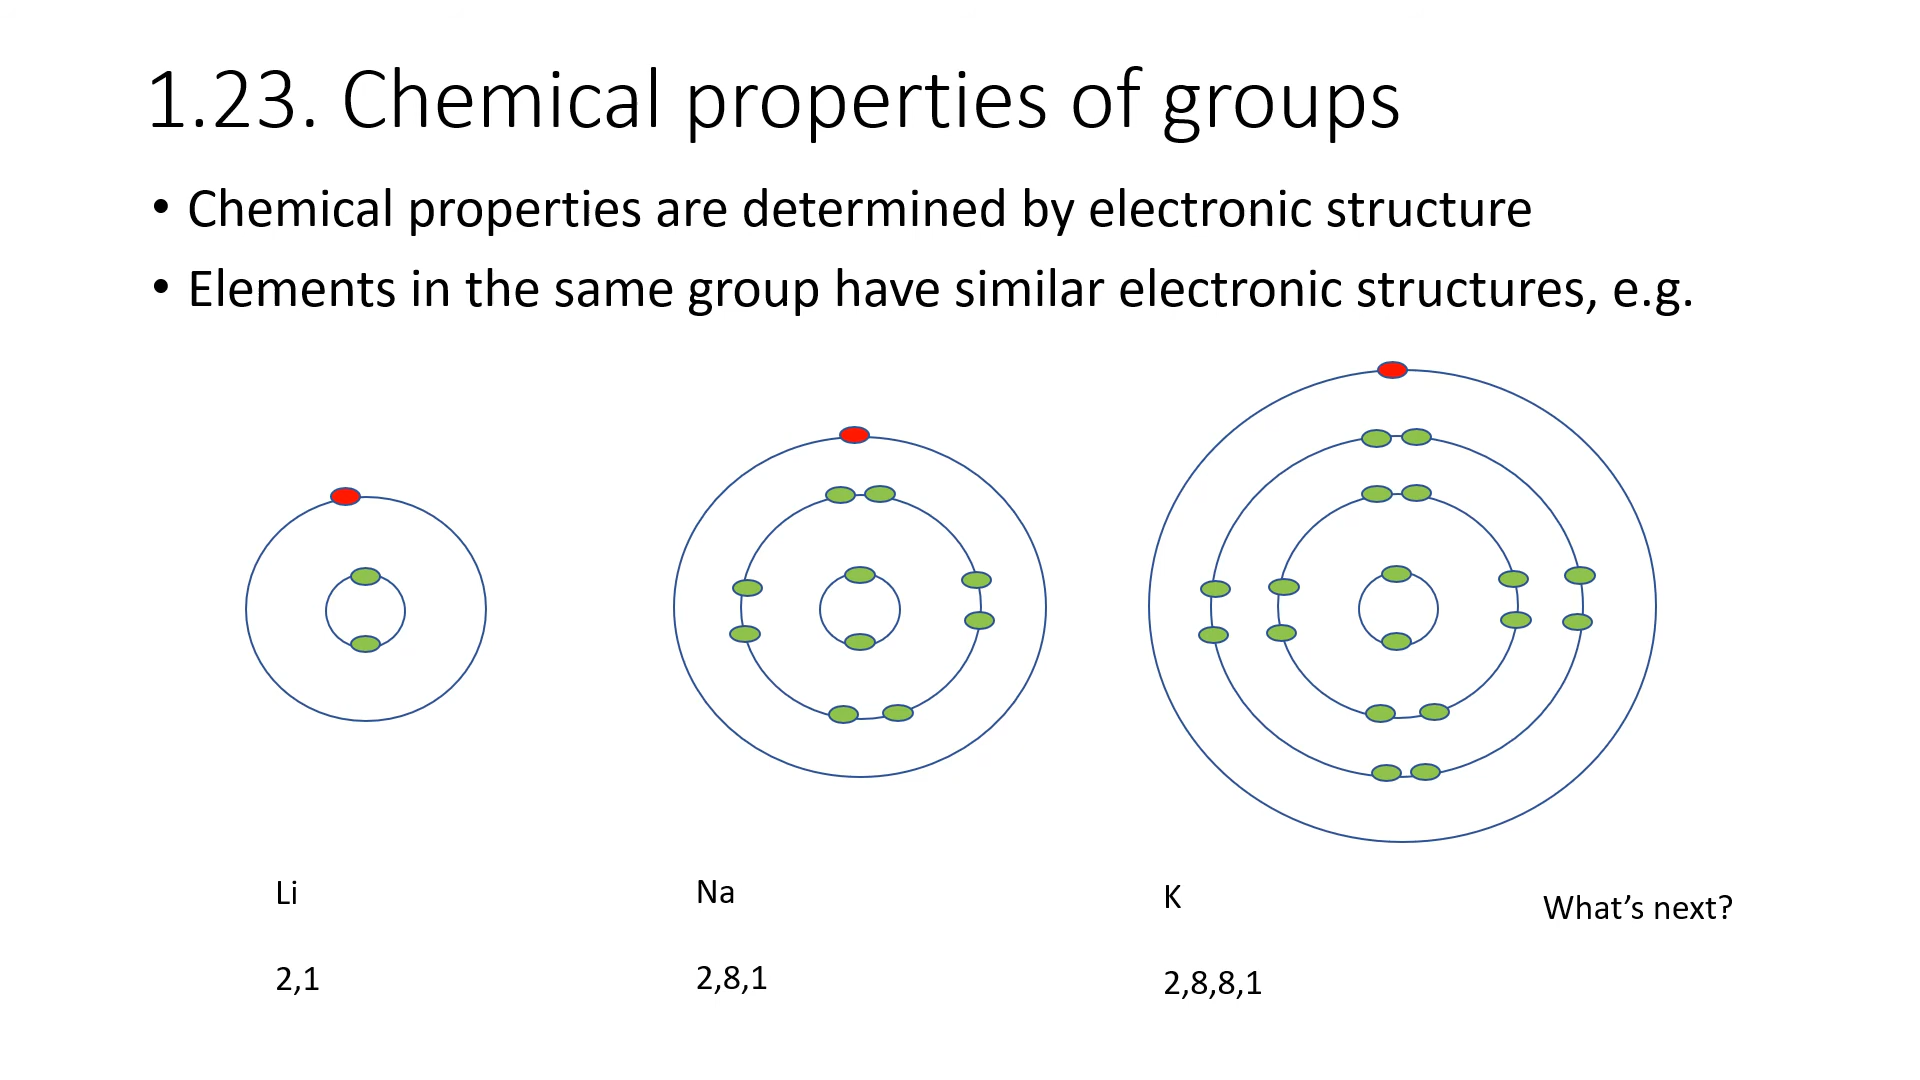 1.23. Chemical properties of groups
• Chemical properties are determined by electronic structure
• Elements in the same group have similar electronic structures, e.g.
Li
Na
K
What’s next?
2,1
2,8,1
2,8,8,1